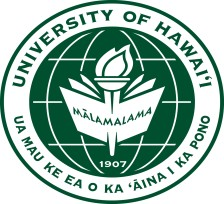 UNIVERSITY OF HAWAIʻI
MĀLAMALAMA
1907
UA MAU KE EA O KA ʻĀINA I KA PONO